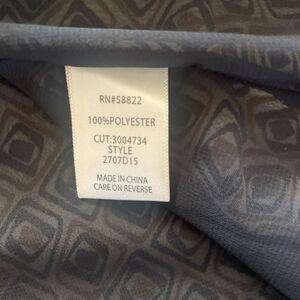 RN#58822
100%POLYESTER
CUT:3004734
STYLE
2707D15
MADE IN CHINA
CARE ON REVERSE